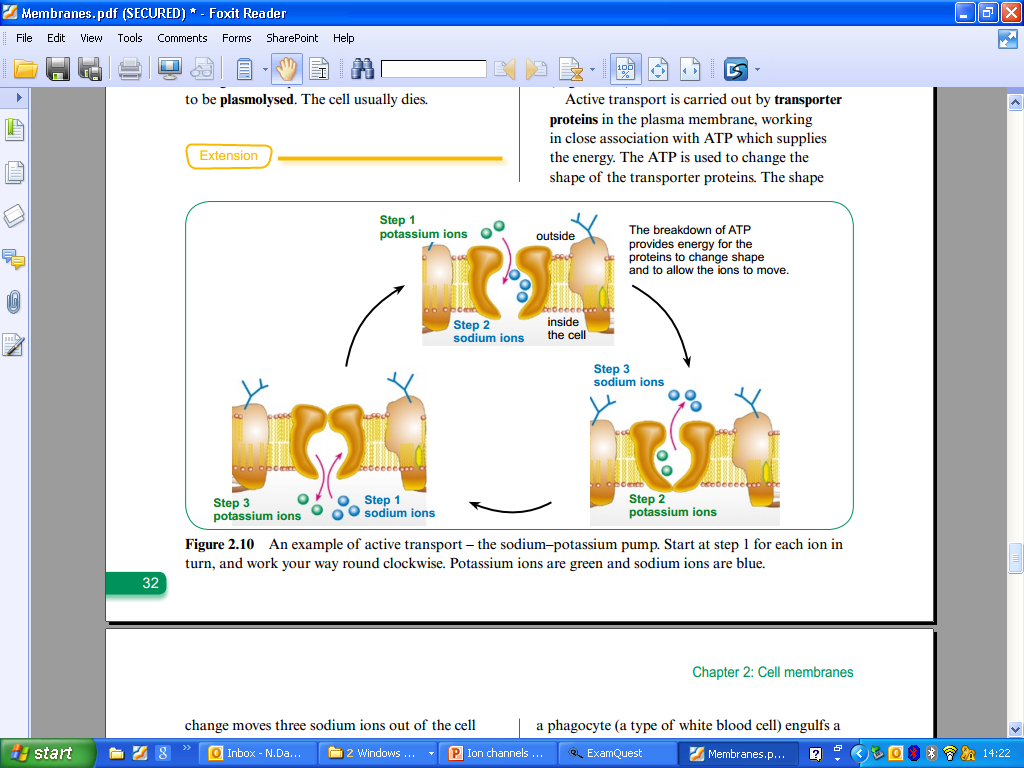 Membranes.pdf (SECURED) * - Foxit Reader
File Edit View Tools Comments Forms SharePoint Help
to be plasmolysed. The cell usually dies.
Extension
Active transport is carried out by transporter
proteins in the plasma membrane, working
in close association with ATP which supplies
the energy. The ATP is used to change the
shape of the transporter proteins. The shape
Step 1
potassium ions
outside
Step 2
sodium ions
inside
the cell
The breakdown of ATP
provides energy for the
proteins to change shape
and to allow the ions to move.
Step 3
sodium ions
Step 2
potassium ions
Step 3
potassium ions
Step 1
sodium ions
Figure 2.10 An example of active transport – the sodium–potassium pump. Start at step 1 for each ion in
turn, and work your way round clockwise. Potassium ions are green and sodium ions are blue.
32
Chapter 2: Cell membranes
change moves three sodium ions out of the cell
a phagocyte (a type of white blood cell) engulfs a
start
Inbox - N.Da...
2 Windows ...
Ion channels ...
ExamQuest
Membranes.p...
14:22